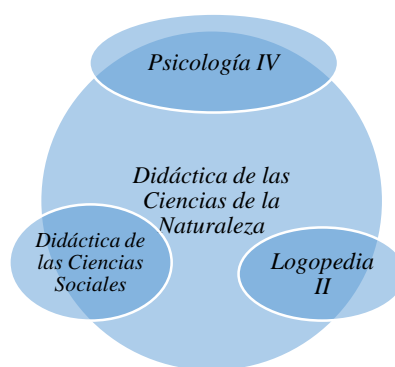 Psicología IV
Didáctica de las
Ciencias de la
Naturaleza
Didáctica de
las Ciencias
Sociales
Logopedia
II